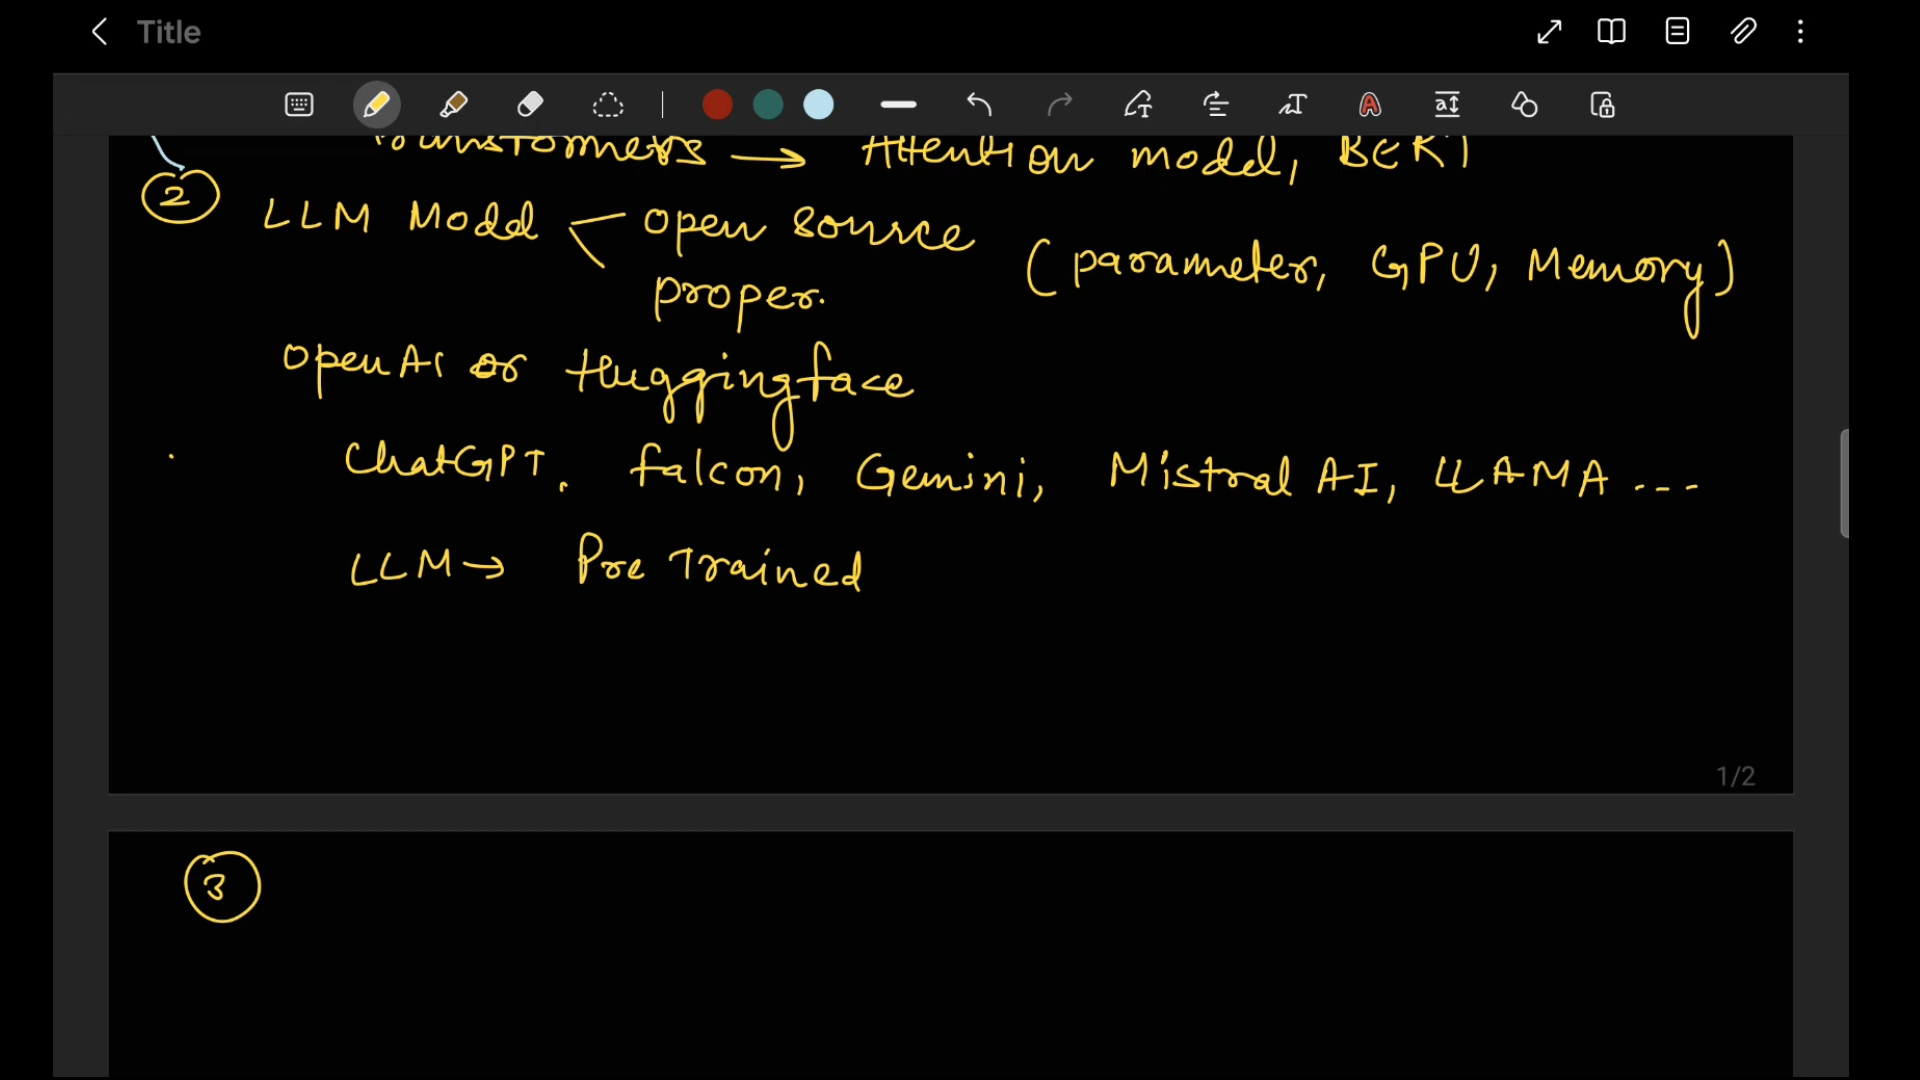 Title
Transformers → Attention model, BERT
2
LLM Model
open source
(parameter, GPU, Memory)
proper.
openAI or Huggingface
ChatGPT, falcon, Gemini, Mistral AI, LLAMA ---
LLM → Pre Trained
1/2
3